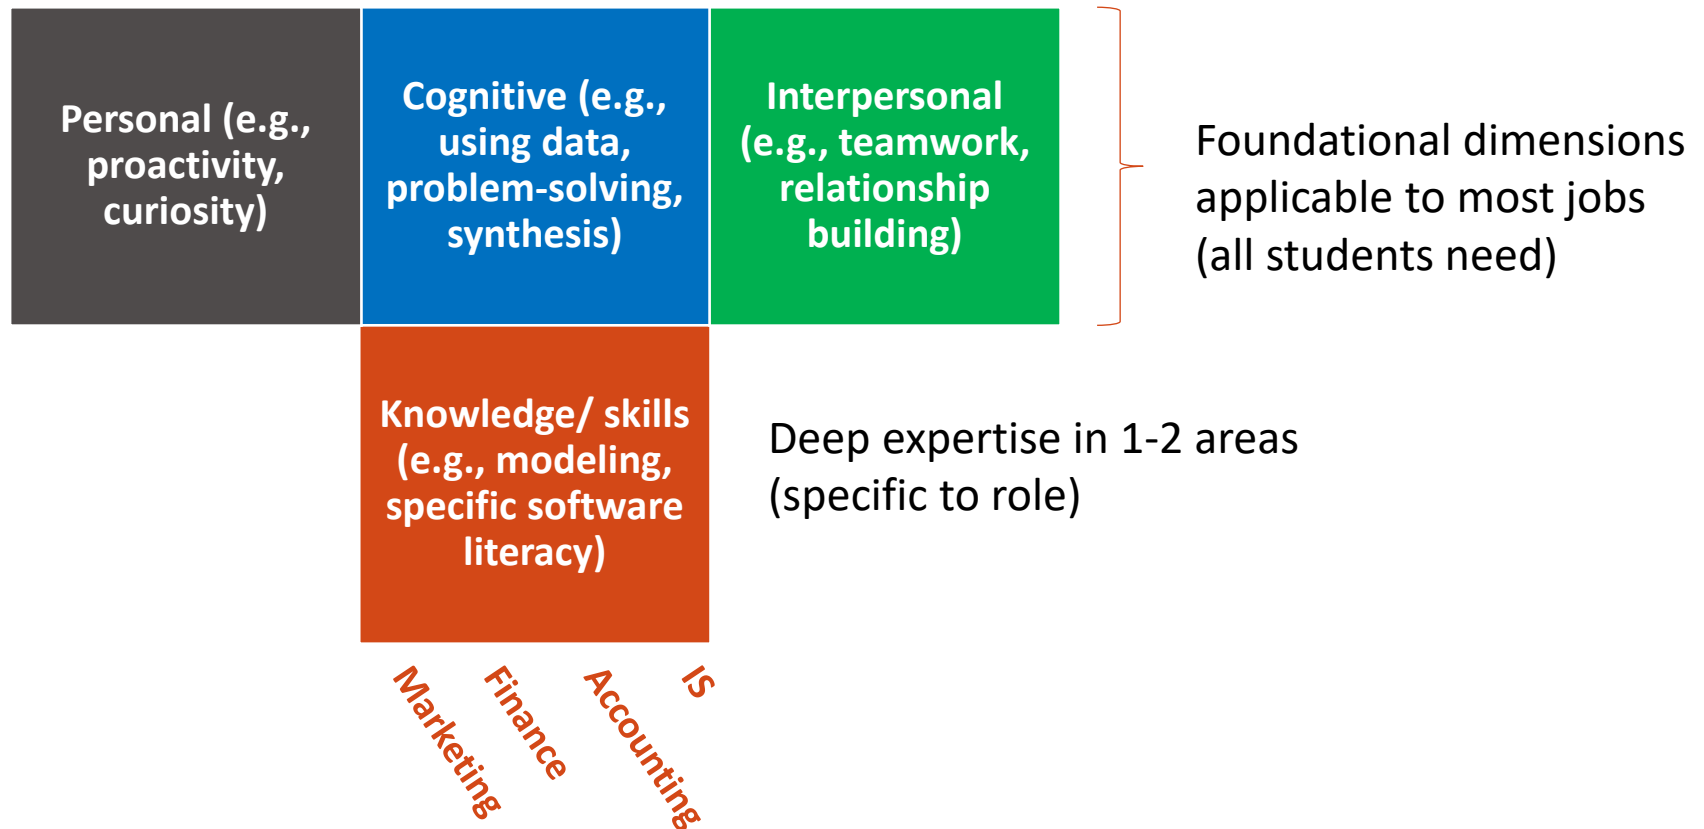 Personal (e.g.,
proactivity,
curiosity)
Cognitive (e.g.,
using data,
problem-solving,
synthesis)
Interpersonal
(e.g., teamwork,
relationship
building)
Foundational dimensions
applicable to most jobs
(all students need)
Knowledge/ skills
(e.g., modeling,
specific software
literacy)
Deep expertise in 1-2 areas
(specific to role)
Marketing
Finance
Accounting
IS